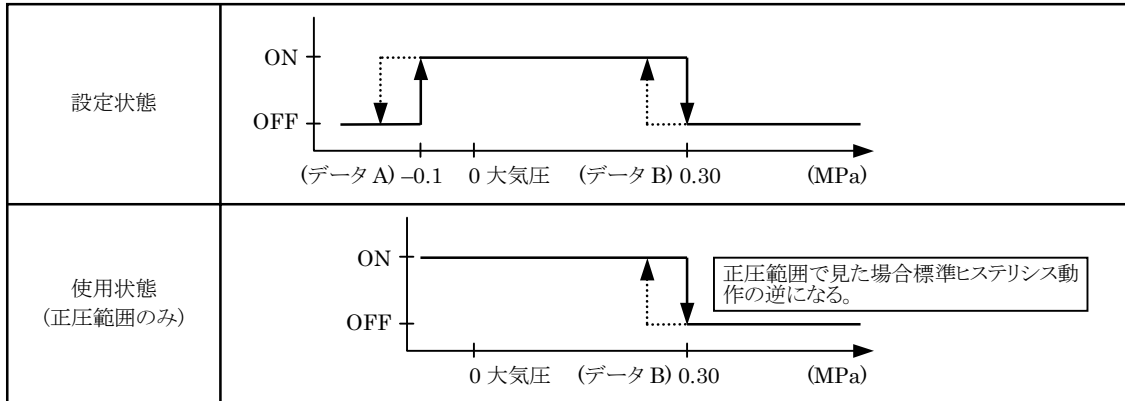 設定状態
ON
OFF
(データ A) –0.1 0 大気圧 (データ B) 0.30 (MPa)
使用状態
(正圧範囲のみ)
ON
OFF
正圧範囲で見た場合標準ヒステリシス動
作の逆になる。
0 大気圧 (データ B) 0.30 (MPa)